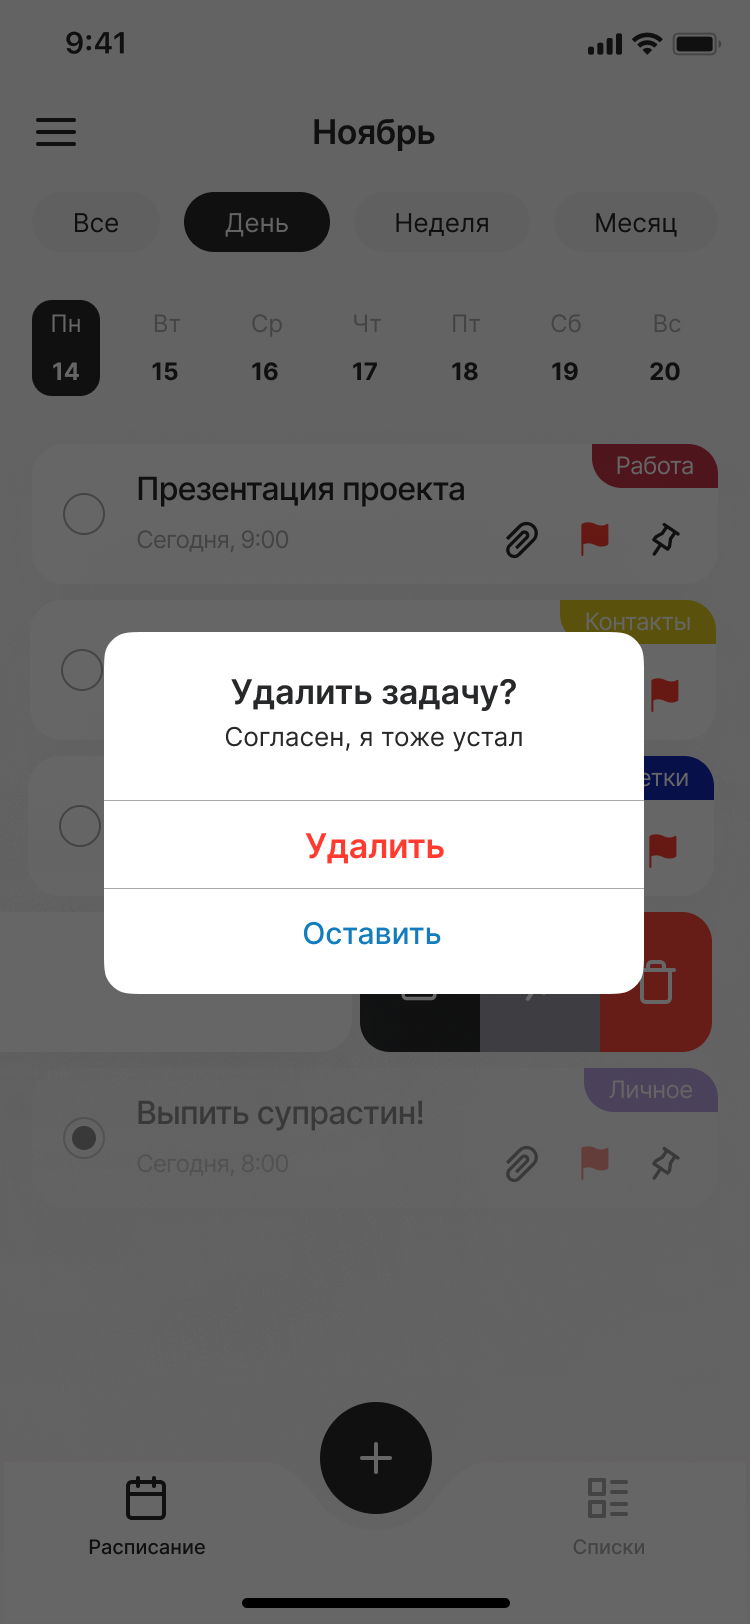 9:41
Ноябрь
Все День Неделя Месяц
Пн Вт Ср Чт Пт Сб Вс
14 15 16 17 18 19 20
Работа
Презентация проекта
Сегодня, 9:00
Контакты
Удалить задачу?
Согласен, я тоже устал
етки
Удалить
Оставить
Личное
Выпить супрастин!
Сегодня, 8:00
Расписание Списки